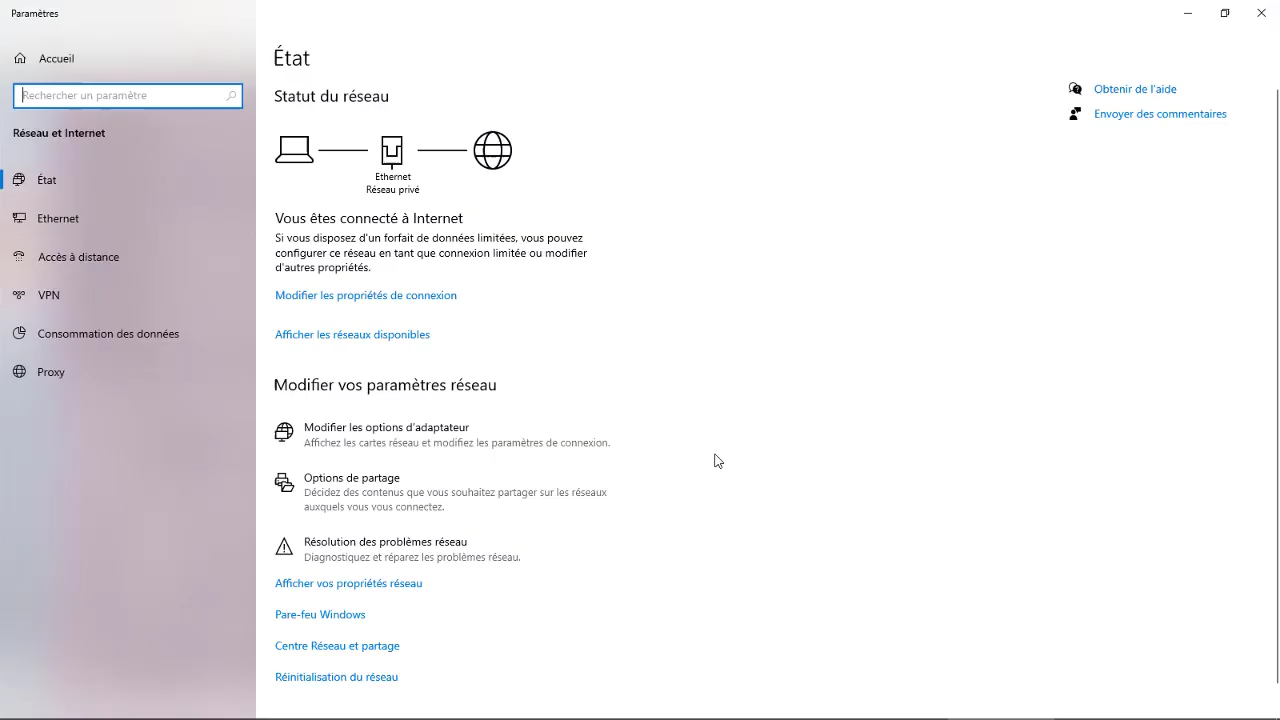 Paramètres
Accueil
Rechercher un paramètre
Réseau et Internet
État
Ethernet
Accès à distance
VPN
Consommation des données
Proxy
État
Statut du réseau
Ethernet
Réseau privé
Vous êtes connecté à Internet
Si vous disposez d'un forfait de données limitées, vous pouvez
configurer ce réseau en tant que connexion limitée ou modifier
d'autres propriétés.
Modifier les propriétés de connexion
Afficher les réseaux disponibles
Modifier vos paramètres réseau
Modifier les options d'adaptateur
Affichez les cartes réseau et modifiez les paramètres de connexion.
Options de partage
Décidez des contenus que vous souhaitez partager sur les réseaux
auxquels vous vous connectez.
Résolution des problèmes réseau
Diagnostiquez et réparez les problèmes réseau.
Afficher vos propriétés réseau
Pare-feu Windows
Centre Réseau et partage
Réinitialisation du réseau
Obtenir de l'aide
Envoyer des commentaires